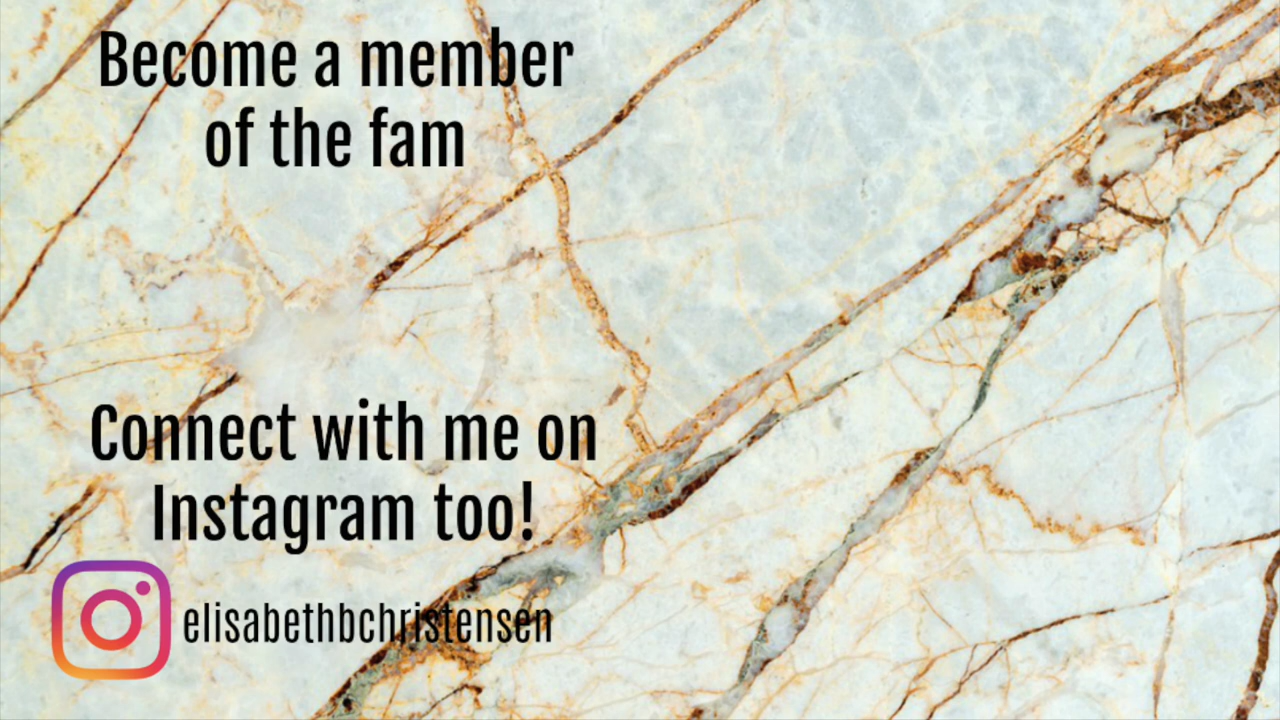 Become a member
of the fam
Connect with me on
Instagram too!
elisabethbchristensen